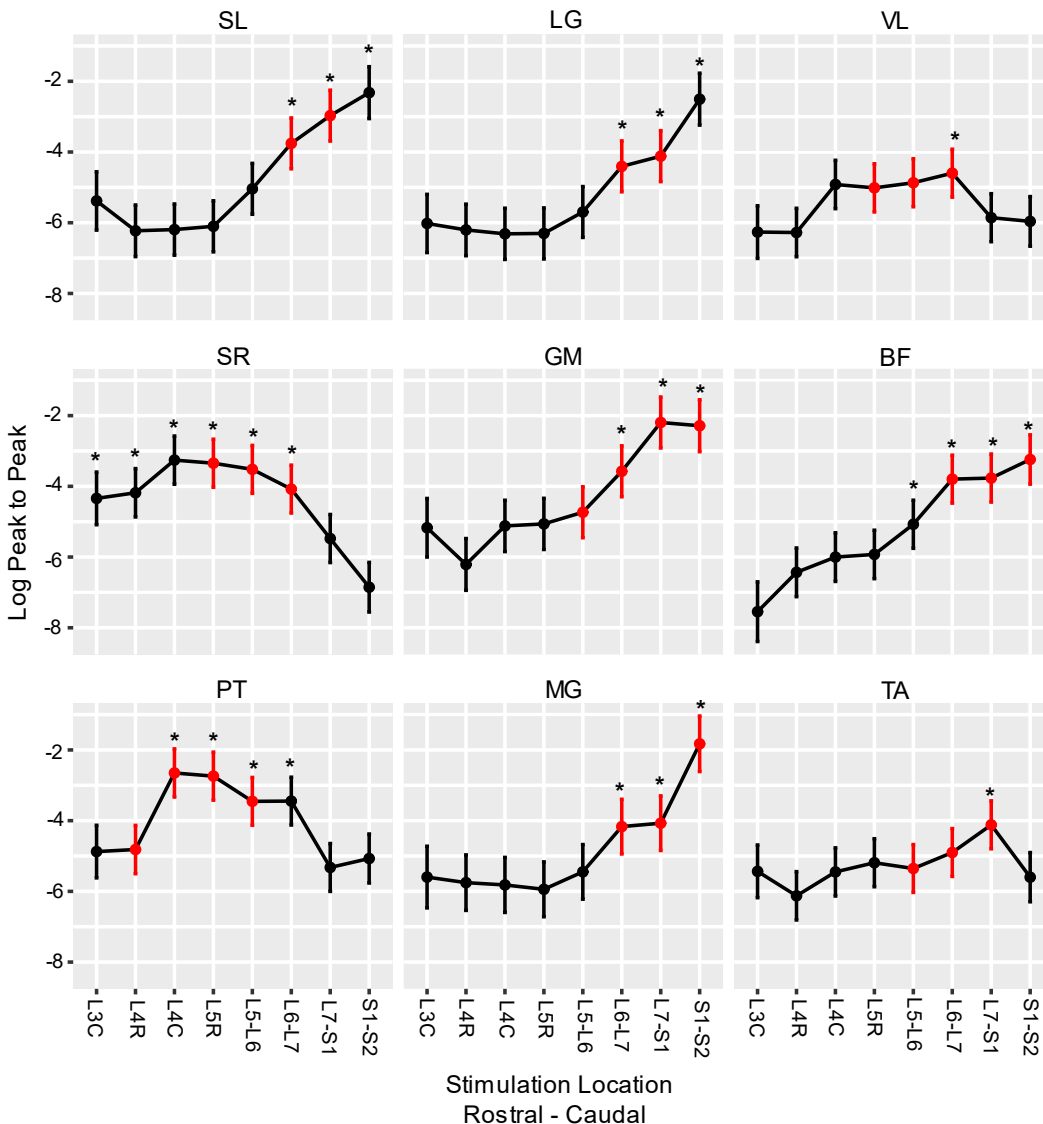 SL LG VL
* * * * * * *
-2
-4
-6
-8
SR GM BF
* * * * * * * * * * * * *
-2
-4
-6
-8
PT MG TA
* * * * * * * *
-2
-4
-6
-8
Log Peak to Peak
L3C L4R L4C L5R L5-L6 L6-L7 L7-S1 S1-S2 L3C L4R L4C L5R L5-L6 L6-L7 L7-S1 S1-S2 L3C L4R L4C L5R L5-L6 L6-L7 L7-S1 S1-S2
Stimulation Location
Rostral - Caudal